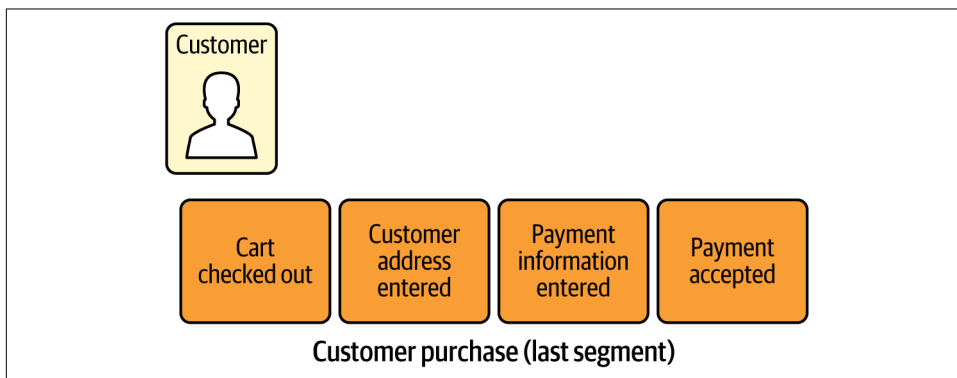 Customer
Cart
checked out
Customer
address
entered
Payment
information
entered
Payment
accepted
Customer purchase (last segment)